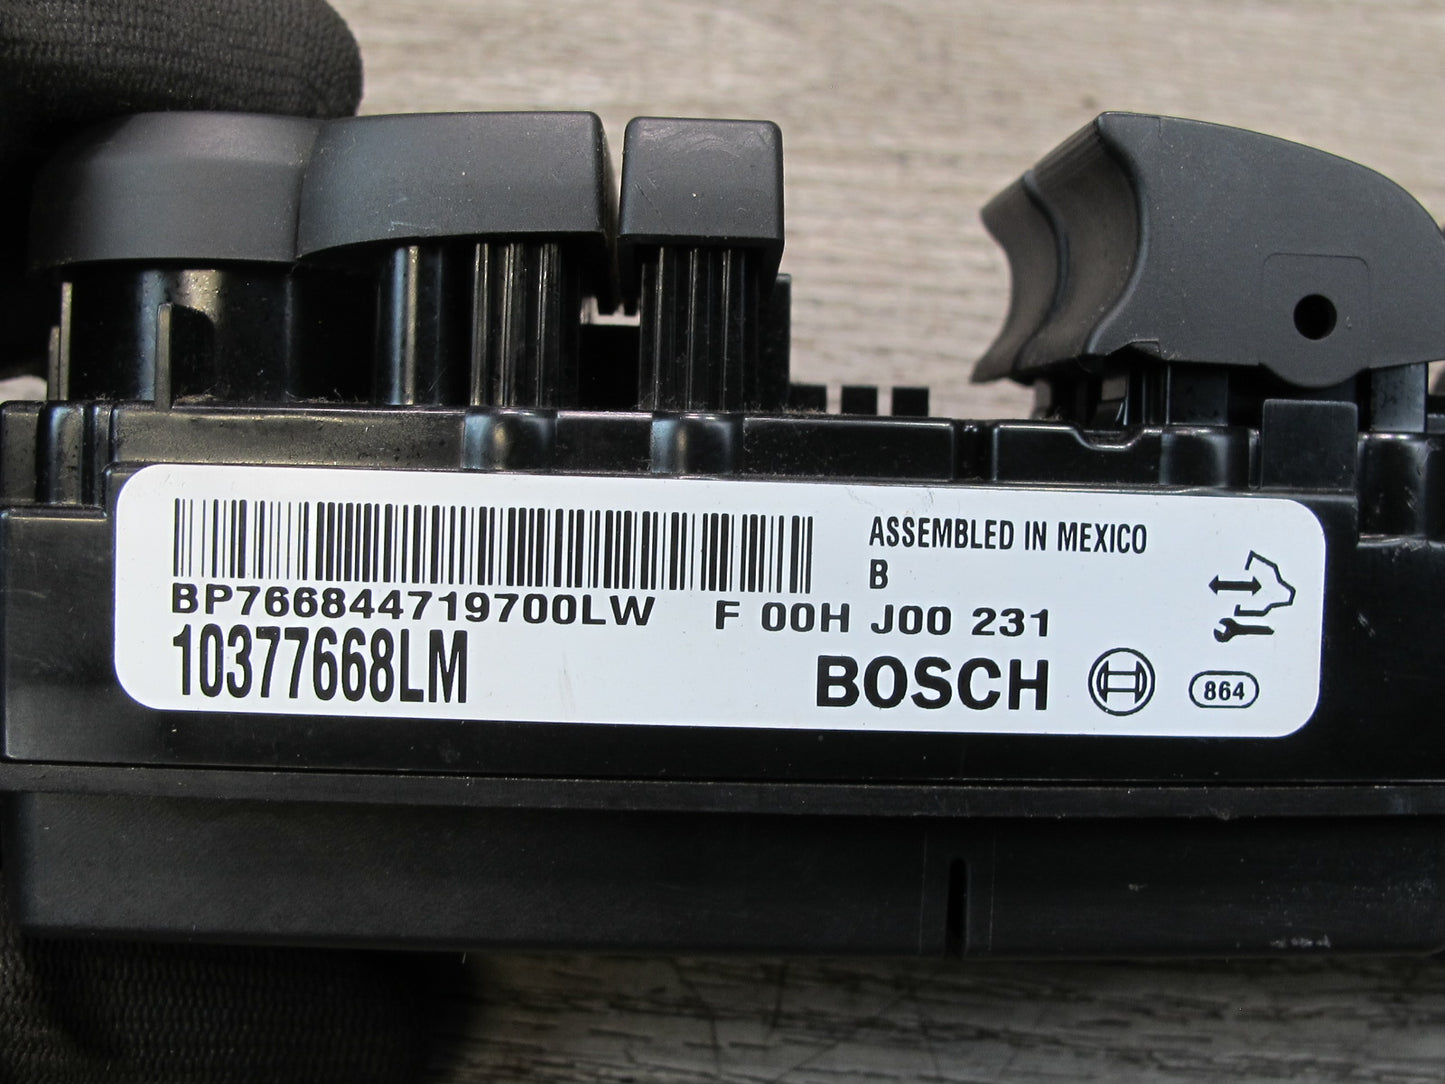 ASSEMBLED IN MEXICO
B
BP766844719700LW F 00H J00 231
10377668LM
BOSCH
864